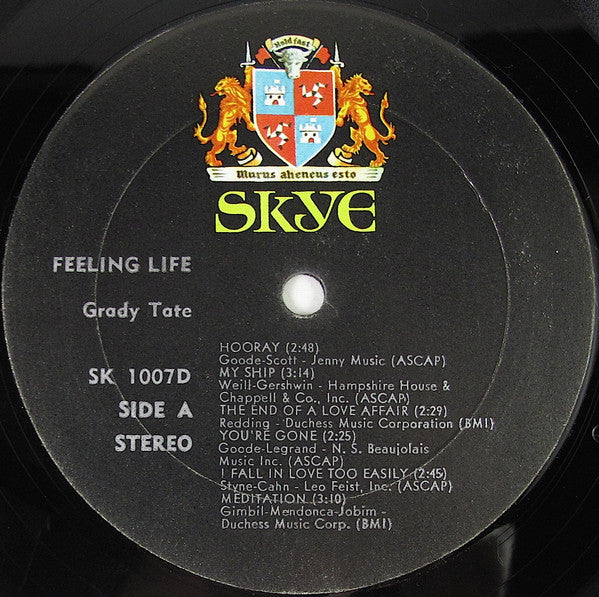 Hold fast
Murus aheneus esto
SKYE
FEELING LIFE
Grady Tate
SK 1007D
SIDE A
STEREO
HOORAY (2:48)
Goode-Scott - Jenny Music (ASCAP)
MY SHIP (3:14)
Weill-Gershwin - Hampshire House &
Chappell & Co., Inc. (ASCAP)
THE END OF A LOVE AFFAIR (2:29)
Redding - Duchess Music Corporation (BMI)
YOU'RE GONE (2:25)
Goode-Legrand - N. S. Beaujolais
Music Inc. (ASCAP)
I FALL IN LOVE TOO EASILY (2:45)
Styne-Cahn - Leo Feist, Inc. (ASCAP)
MEDITATION (3:10)
Gimbil-Mendonca-Jobim -
Duchess Music Corp. (BMI)